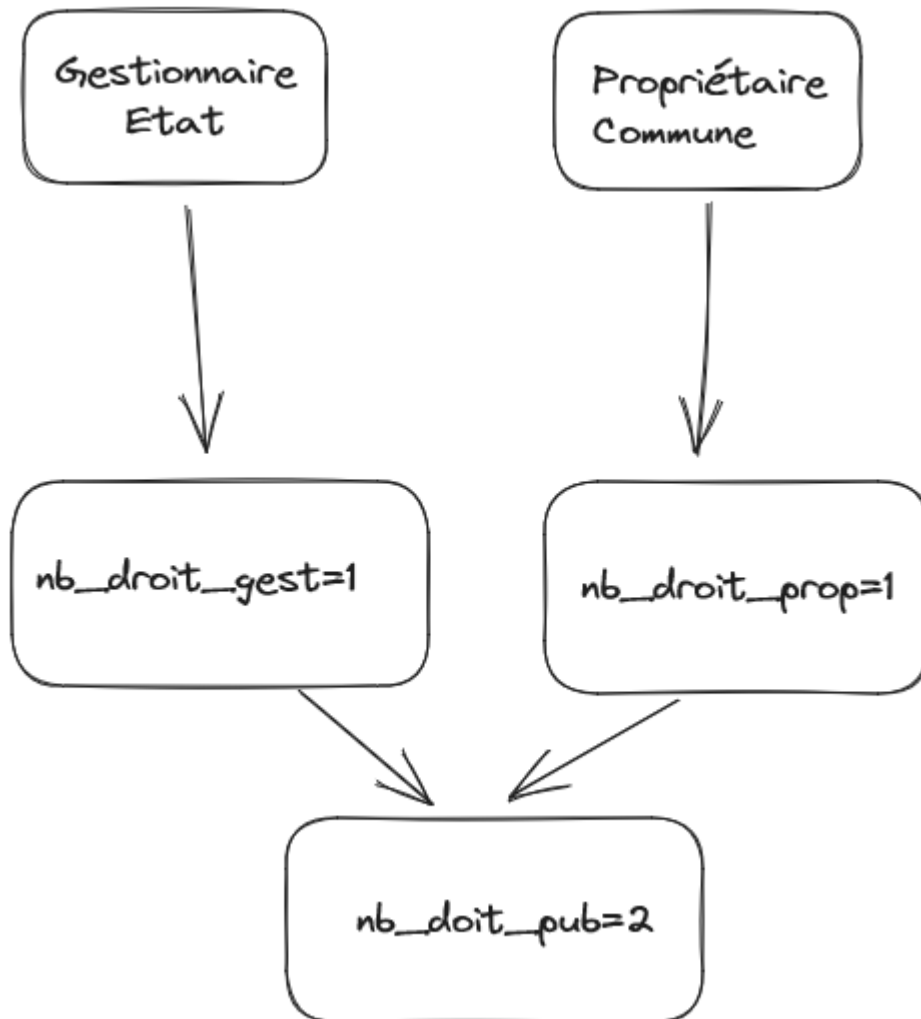 Gestionnaire
Etat
Propriétaire
Commune
nb_droit_gest=1
nb_droit_prop=1
nb_doit_pub=2